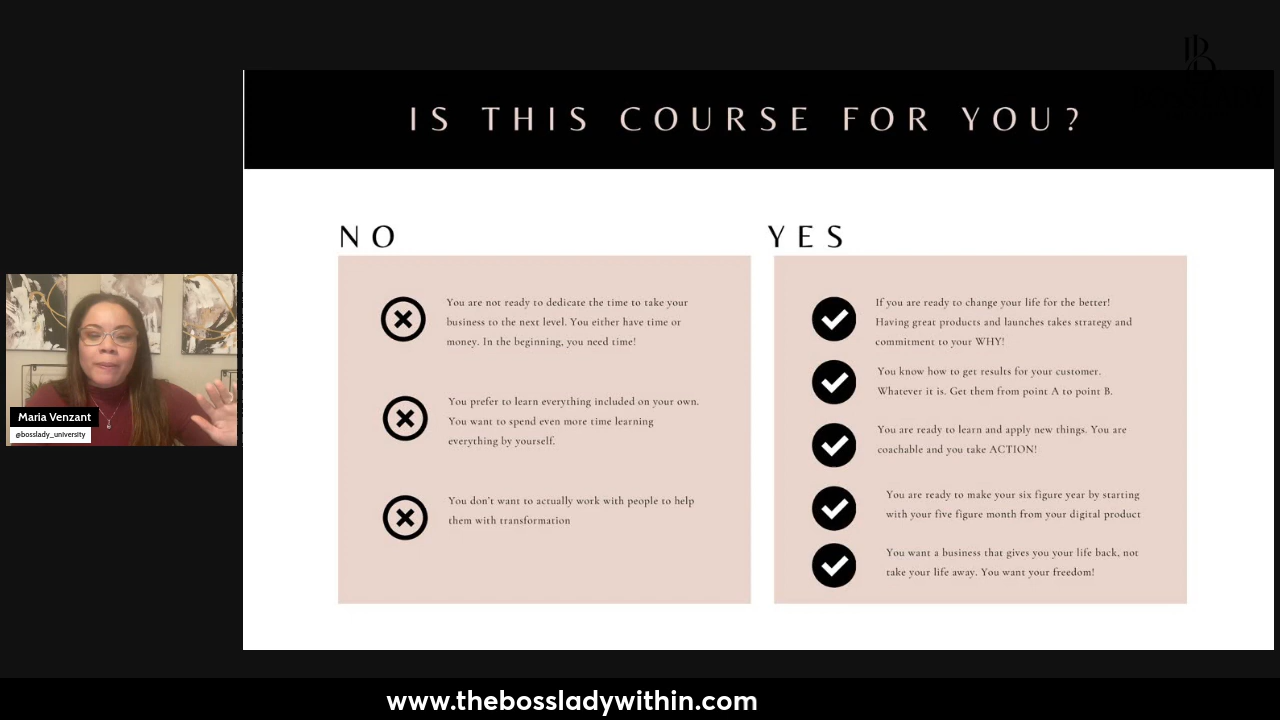 IS THIS COURSE FOR YOU?
NO
You are not ready to dedicate the time to take your
business to the next level. You either have time or
money. In the beginning, you need time!
You prefer to learn everything included on your own.
You want to spend even more time learning
everything by yourself.
You don't want to actually work with people to help
them with transformation
YES
If you are ready to change your life for the better!
Having great products and launches takes strategy and
commitment to your WHY!
You know how to get results for your customer.
Whatever it is. Get them from point A to point B.
You are ready to learn and apply new things. You are
coachable and you take ACTION!
You are ready to make your six figure year by starting
with your five figure month from your digital product
You want a business that gives you your life back, not
take your life away. You want your freedom!
Maria Venzant
@bosslady_university
www.thebossladywithin.com